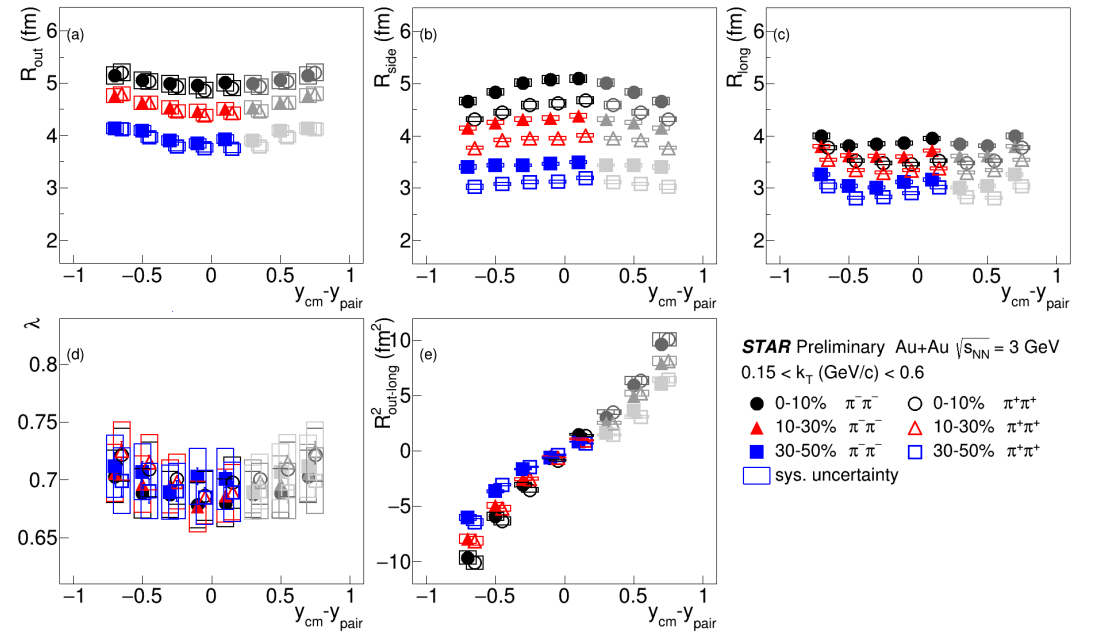 R_out (fm)
(a)
6
5
4
3
2
−1 −0.5 0 0.5 1
y_cm-y_pair
R_side (fm)
(b)
6
5
4
3
2
−1 −0.5 0 0.5 1
y_cm-y_pair
R_long (fm)
(c)
6
5
4
3
2
−1 −0.5 0 0.5 1
y_cm-y_pair
λ
(d)
0.8
0.75
0.7
0.65
−1 −0.5 0 0.5 1
y_cm-y_pair
R²_out-long (fm²)
(e)
10
5
0
−5
−10
−1 −0.5 0 0.5 1
y_cm-y_pair
STAR Preliminary Au+Au √s_NN = 3 GeV
0.15 < k_T (GeV/c) < 0.6
0-10% π⁻π⁻ 0-10% π⁺π⁺
10-30% π⁻π⁻ 10-30% π⁺π⁺
30-50% π⁻π⁻ 30-50% π⁺π⁺
sys. uncertainty